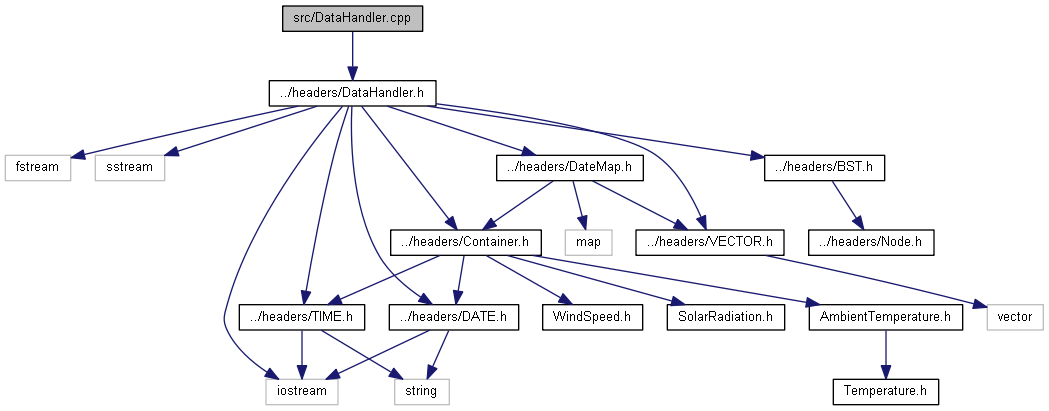 src/DataHandler.cpp
../headers/DataHandler.h
fstream
sstream
../headers/DateMap.h
../headers/BST.h
../headers/Container.h
map
../headers/VECTOR.h
../headers/Node.h
../headers/TIME.h
../headers/DATE.h
WindSpeed.h
SolarRadiation.h
AmbientTemperature.h
vector
iostream
string
Temperature.h